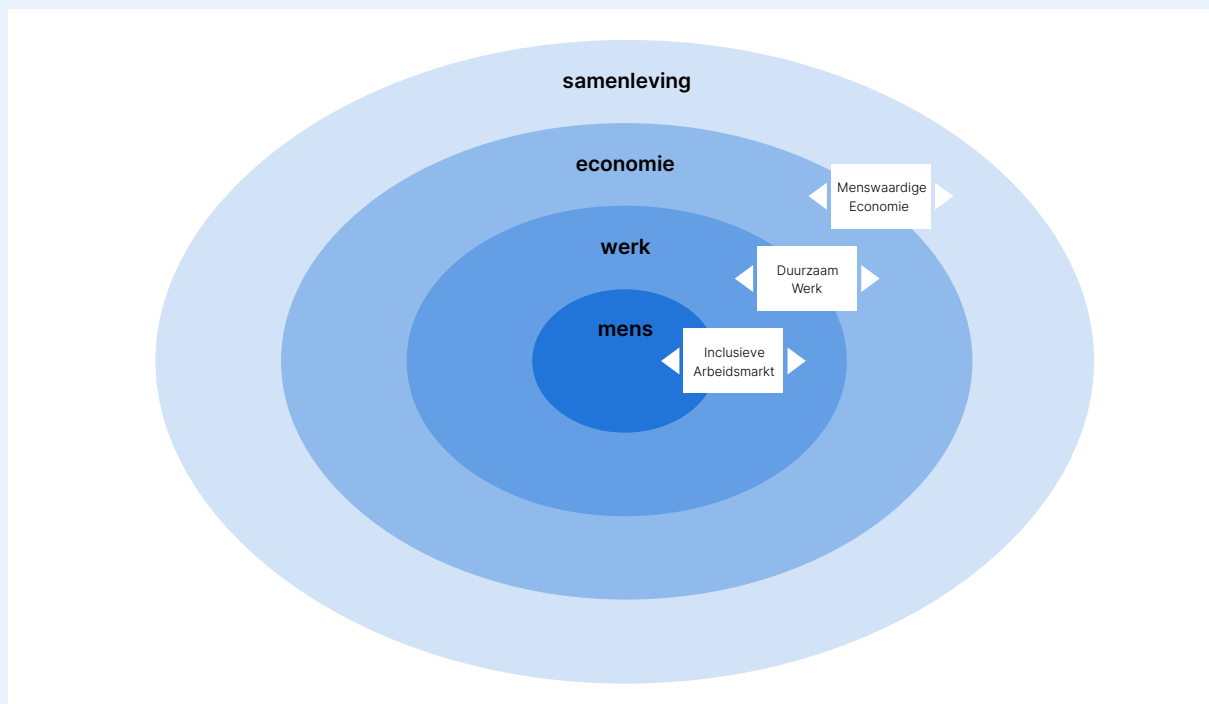 samenleving
economie
Menswaardige
Economie
werk
Duurzaam
Werk
mens
Inclusieve
Arbeidsmarkt